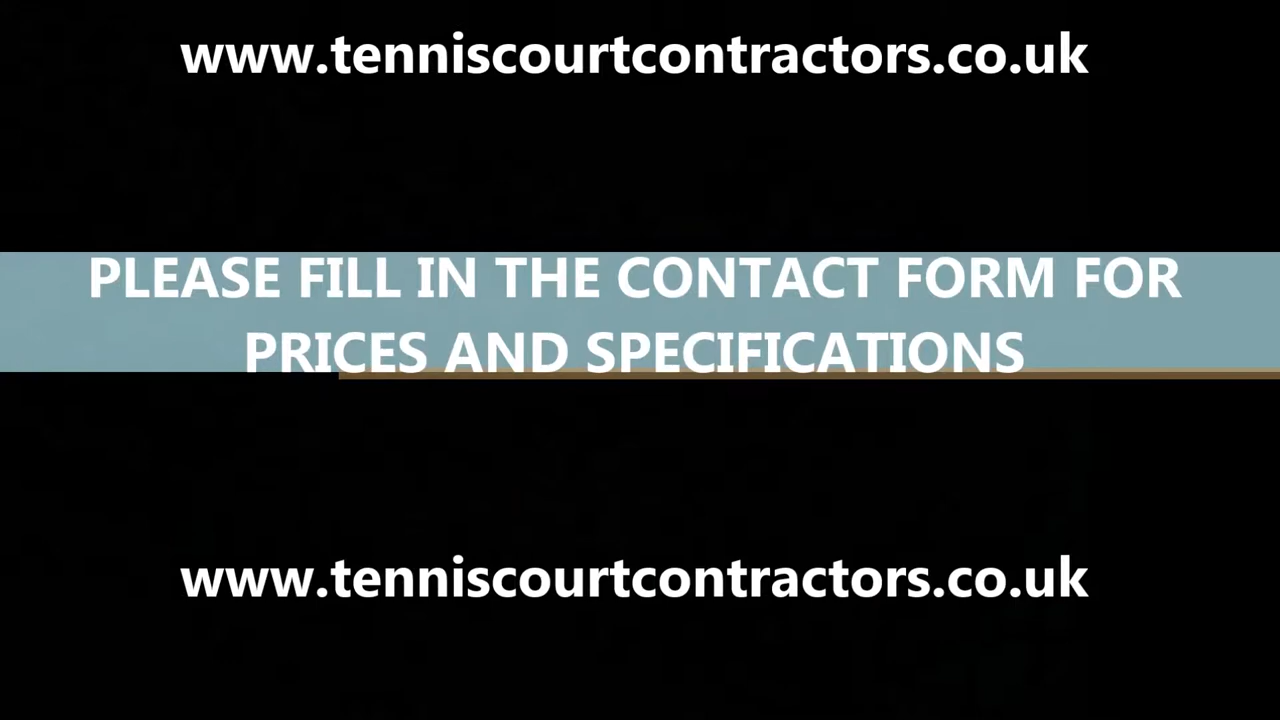 www.tenniscourtcontractors.co.uk
PLEASE FILL IN THE CONTACT FORM FOR
PRICES AND SPECIFICATIONS
www.tenniscourtcontractors.co.uk